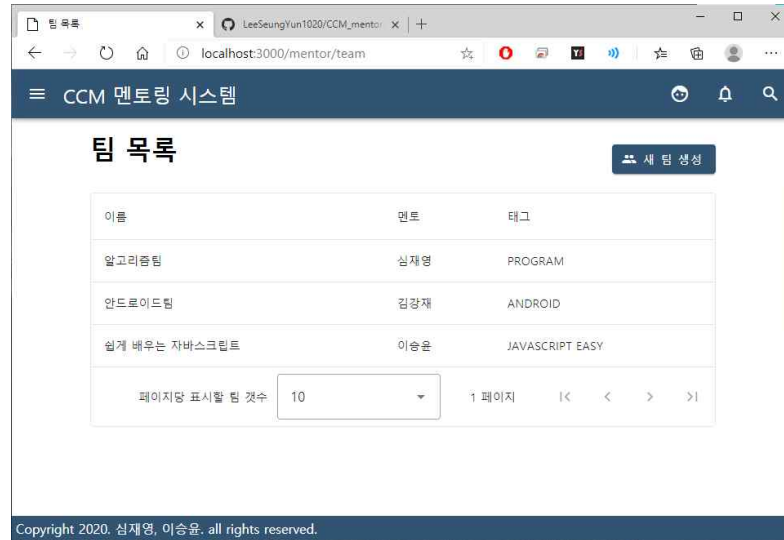 팀 목록
LeeSeungYun1020/CCM_mento
localhost:3000/mentor/team
CCM 멘토링 시스템
팀 목록
새 팀 생성
이름 멘토 태그
알고리즘팀 심재영 PROGRAM
안드로이드팀 김강재 ANDROID
쉽게 배우는 자바스크립트 이승윤 JAVASCRIPT EASY
페이지당 표시할 팀 갯수 10 1 페이지
Copyright 2020. 심재영, 이승윤. all rights reserved.